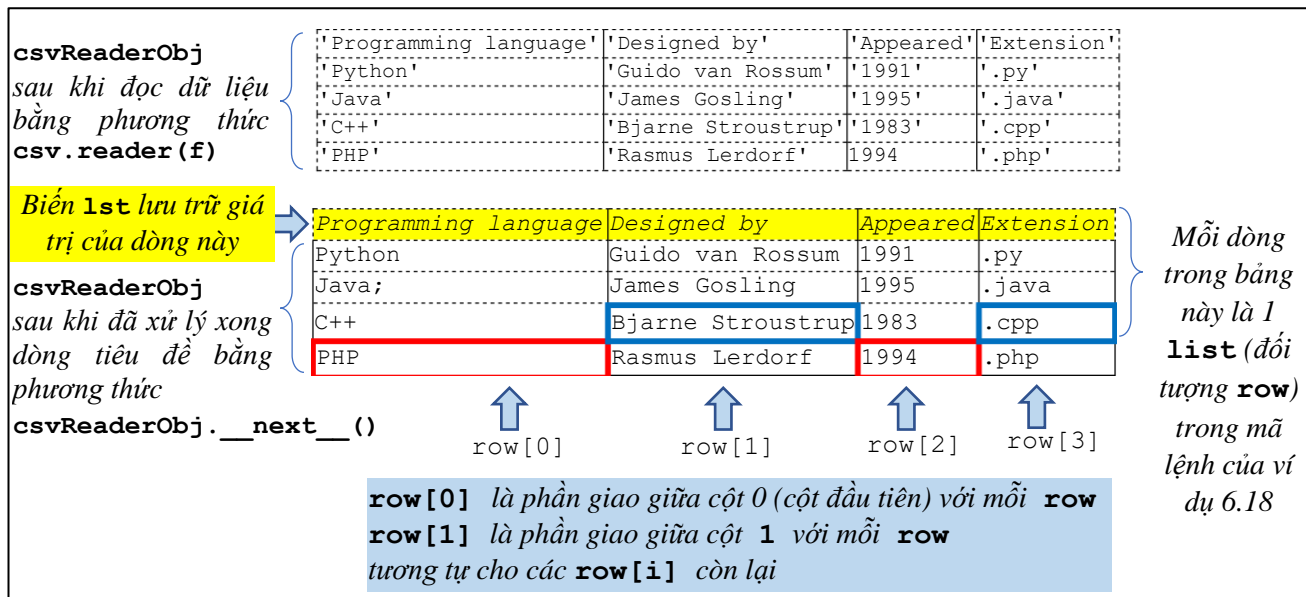 csvReaderObj
sau khi đọc dữ liệu
bằng phương thức
csv.reader(f)
'Programming language' 'Designed by' 'Appeared' 'Extension'
'Python' 'Guido van Rossum' '1991' '.py'
'Java' 'James Gosling' '1995' '.java'
'C++' 'Bjarne Stroustrup' '1983' '.cpp'
'PHP' 'Rasmus Lerdorf' 1994 '.php'
Biến lst lưu trữ giá
trị của dòng này
csvReaderObj
sau khi đã xử lý xong
dòng tiêu đề bằng
phương thức
csvReaderObj.__next__()
Programming language Designed by Appeared Extension
Python Guido van Rossum 1991 .py
Java; James Gosling 1995 .java
C++ Bjarne Stroustrup 1983 .cpp
PHP Rasmus Lerdorf 1994 .php
row[0] row[1] row[2] row[3]
Mỗi dòng
trong bảng
này là 1
list (đối
tượng row)
trong mã
lệnh của ví
dụ 6.18
row[0] là phần giao giữa cột 0 (cột đầu tiên) với mỗi row
row[1] là phần giao giữa cột 1 với mỗi row
tương tự cho các row[i] còn lại